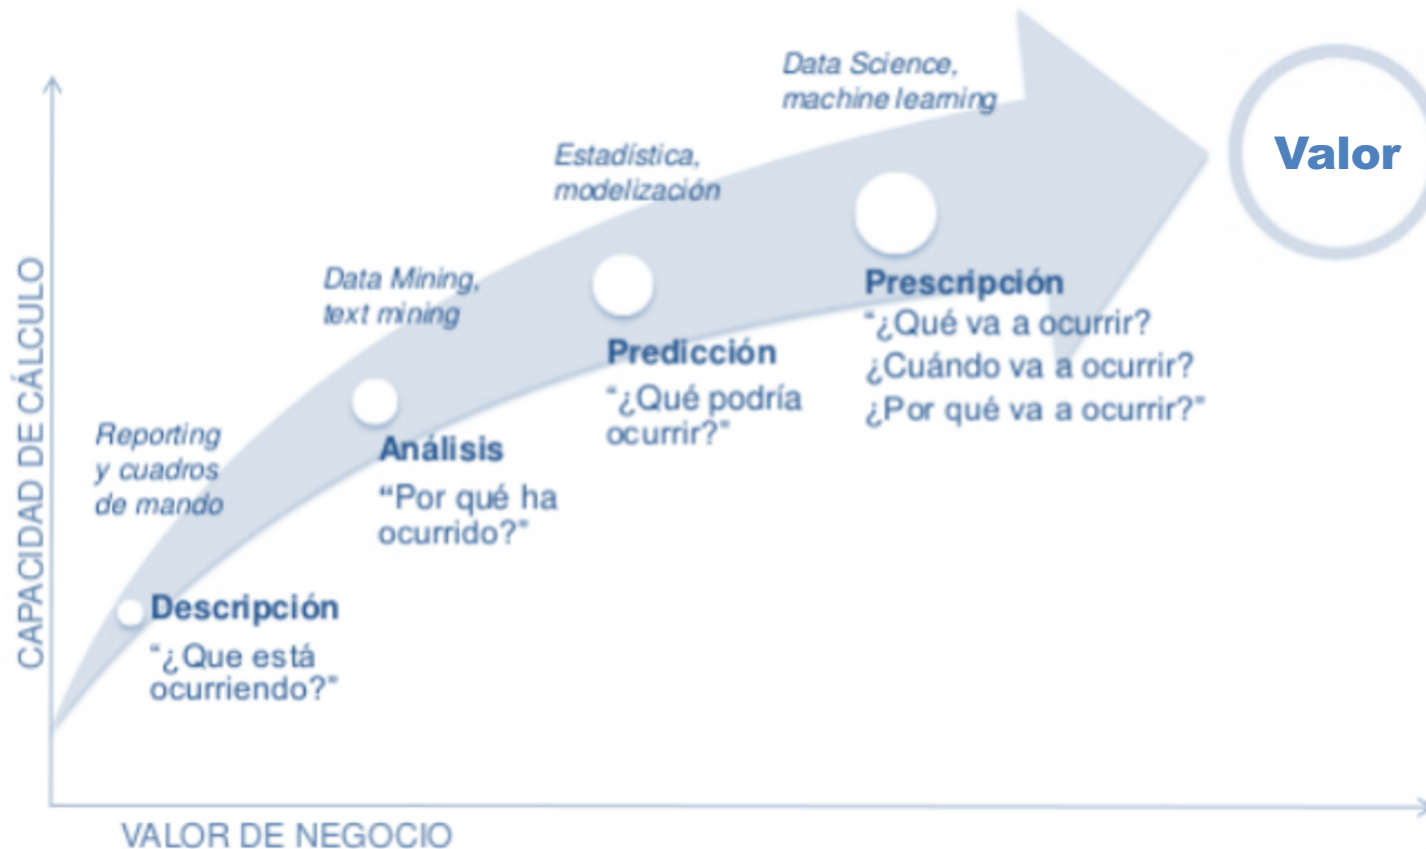 Data Science,
machine learning
Valor
Estadística,
modelización
Prescripción
"¿Qué va a ocurrir?
¿Cuándo va a ocurrir?
¿Por qué va a ocurrir?"
Data Mining,
text mining
Predicción
"¿Qué podría
ocurrir?"
Reporting
y cuadros
de mando
Análisis
"Por qué ha
ocurrido?"
Descripción
"¿Que está
ocurriendo?"
CAPACIDAD DE CÁLCULO
VALOR DE NEGOCIO